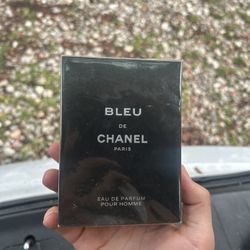 BLEU
DE
CHANEL
PARIS
EAU DE PARFUM
POUR HOMME